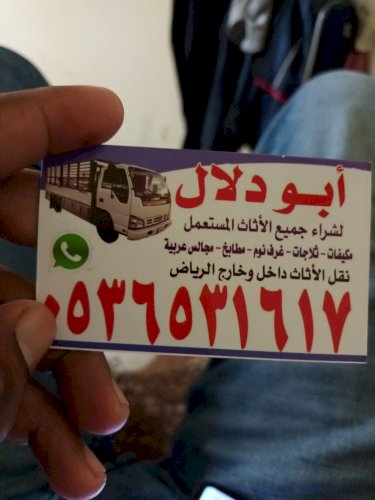 أبو دلال
لشراء جميع الأثاث المستعمل
مكيفات - ثلاجات - غرف نوم - مطابخ - مجالس عربية
نقل الأثاث داخل وخارج الرياض
٠٥٣٦٥٣١٦١٧